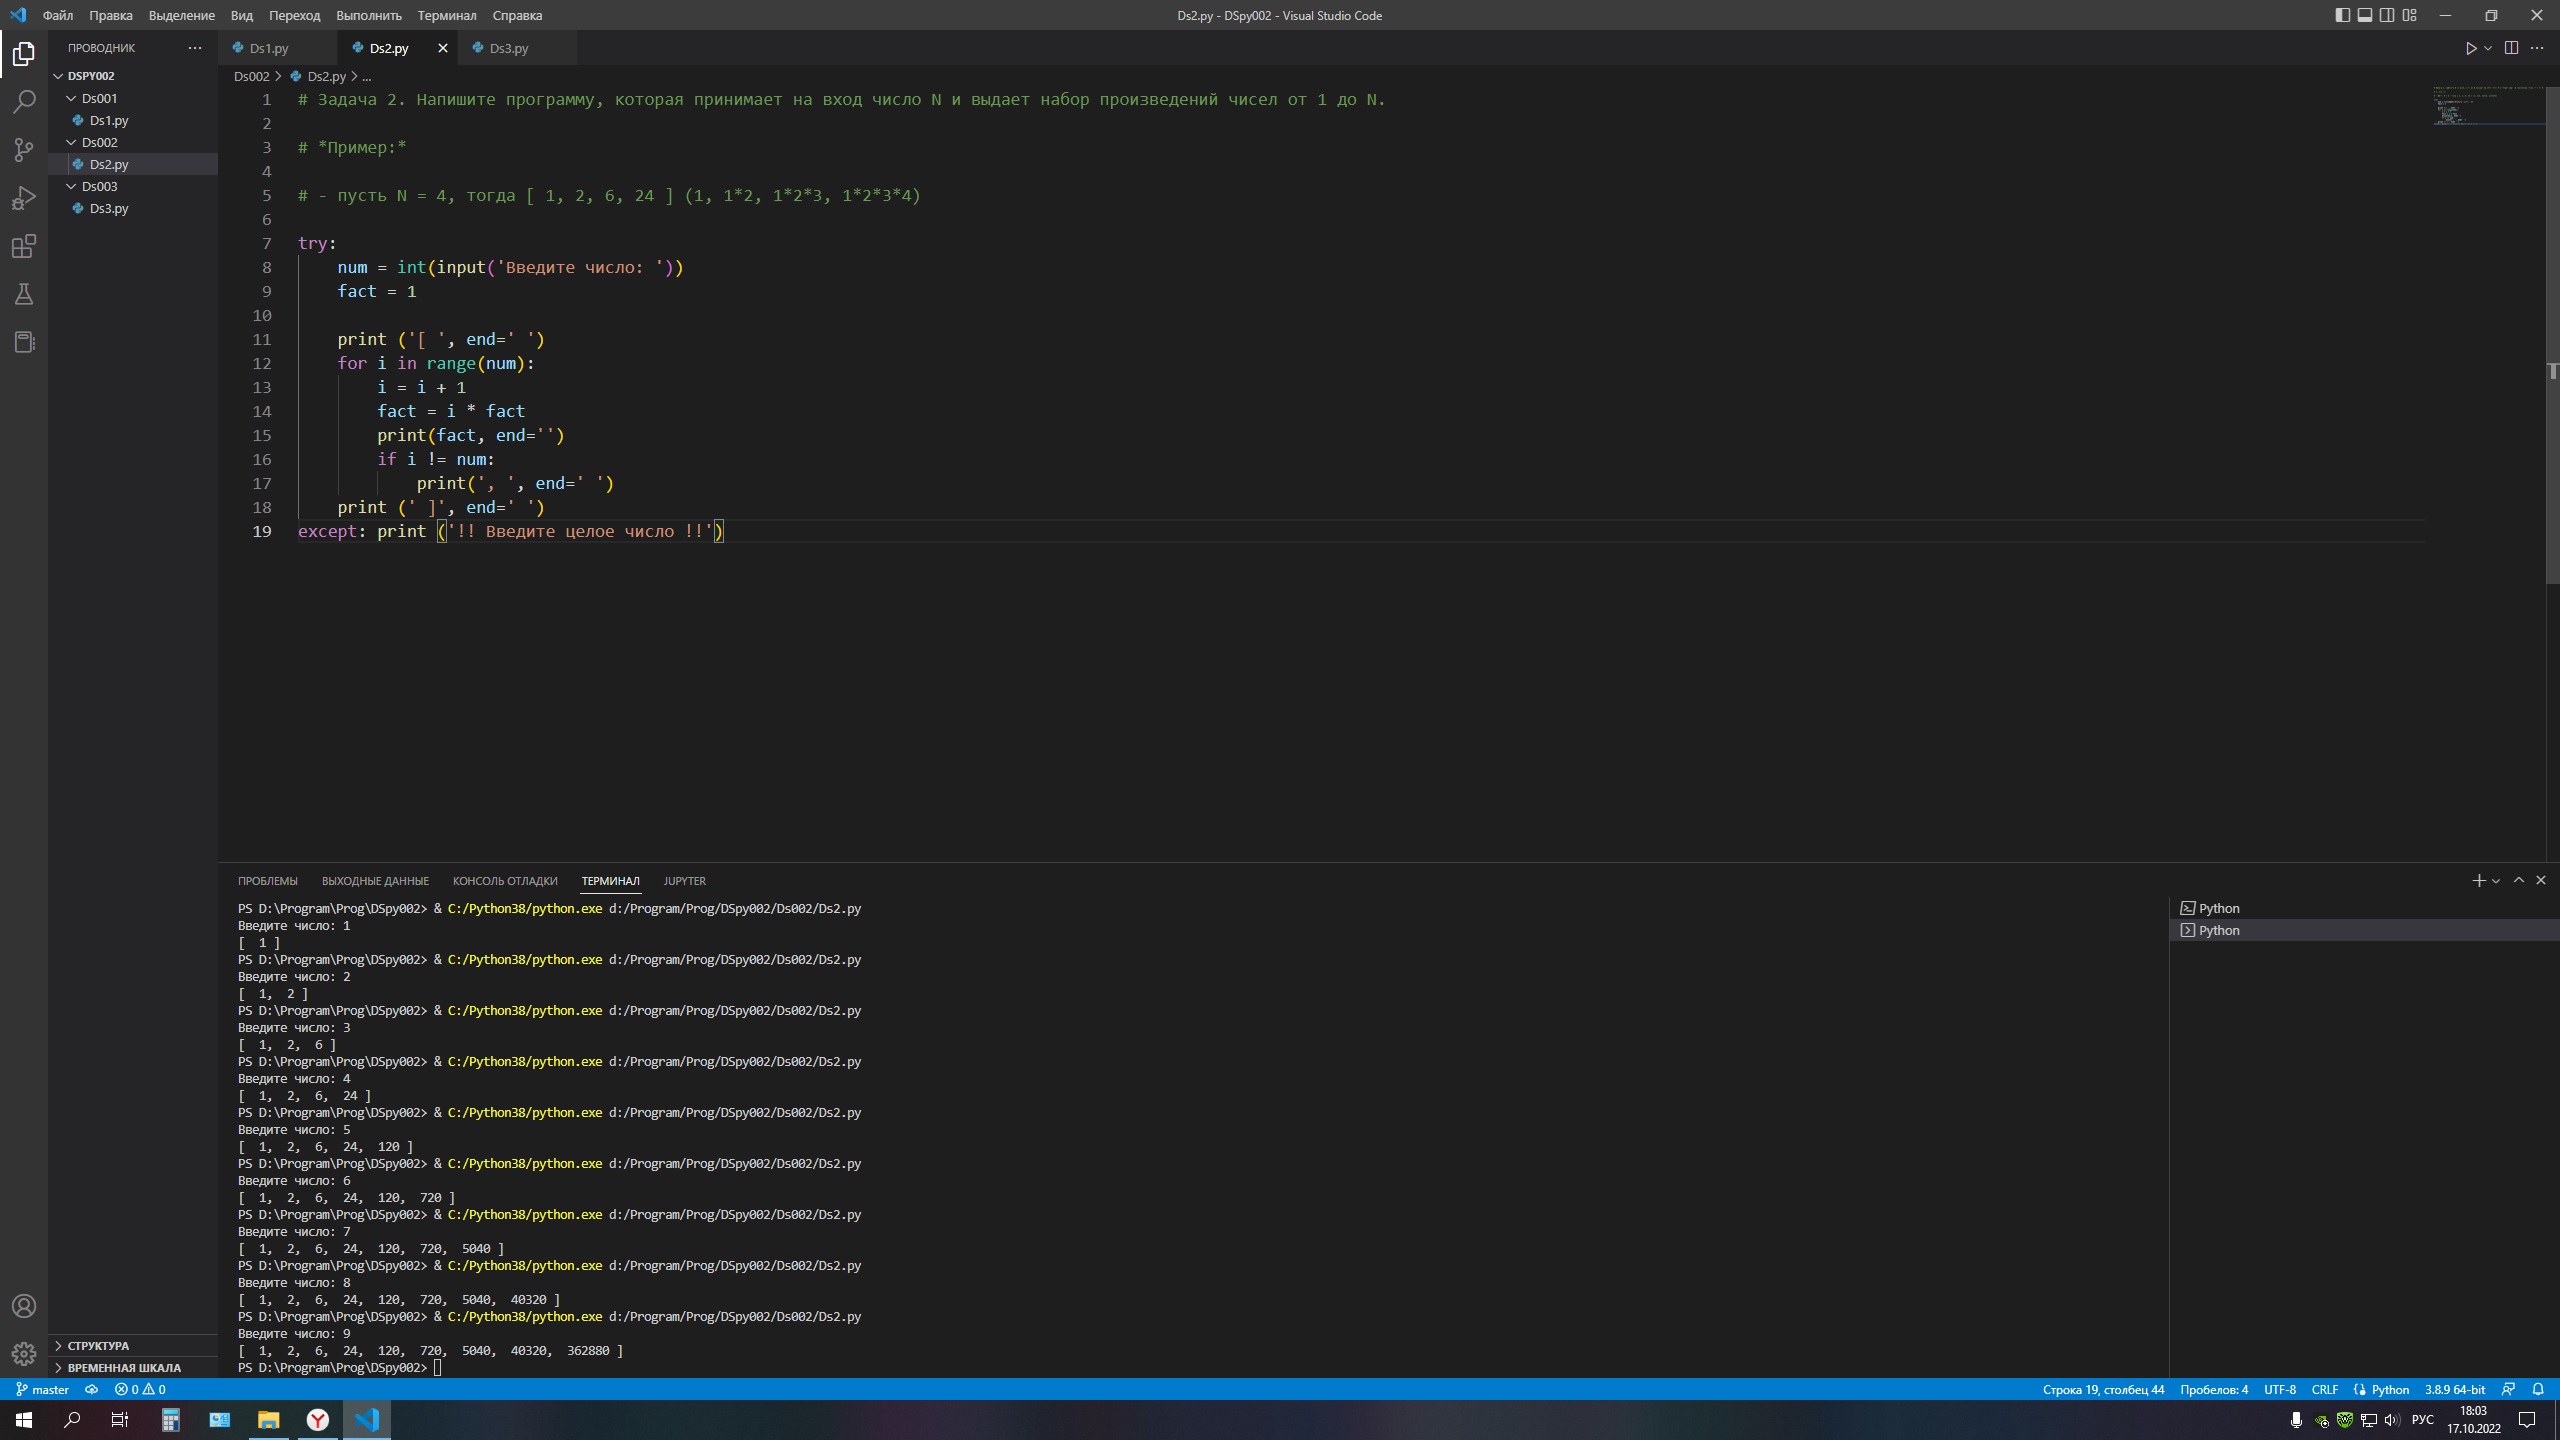 Файл Правка Выделение Вид Переход Выполнить Терминал Справка
Ds2.py - DSpy002 - Visual Studio Code
ПРОВОДНИК ...
DSPY002
Ds001
Ds1.py
Ds002
Ds2.py
Ds003
Ds3.py
СТРУКТУРА
ВРЕМЕННАЯ ШКАЛА
Ds1.py Ds2.py Ds3.py
Ds002 > Ds2.py > ...
1 # Задача 2. Напишите программу, которая принимает на вход число N и выдает набор произведений чисел от 1 до N.
2
3 # *Пример:*
4
5 # - пусть N = 4, тогда [ 1, 2, 6, 24 ] (1, 1*2, 1*2*3, 1*2*3*4)
6
7 try:
8     num = int(input('Введите число: '))
9     fact = 1
10
11     print ('[ ', end=' ')
12     for i in range(num):
13         i = i + 1
14         fact = i * fact
15         print(fact, end='')
16         if i != num:
17             print(', ', end=' ')
18     print (' ]', end=' ')
19 except: print ('!! Введите целое число !!')
ПРОБЛЕМЫ ВЫХОДНЫЕ ДАННЫЕ КОНСОЛЬ ОТЛАДКИ ТЕРМИНАЛ JUPYTER
PS D:\Program\Prog\DSpy002> & C:/Python38/python.exe d:/Program/Prog/DSpy002/Ds002/Ds2.py
Введите число: 1
[  1 ]
PS D:\Program\Prog\DSpy002> & C:/Python38/python.exe d:/Program/Prog/DSpy002/Ds002/Ds2.py
Введите число: 2
[  1,  2 ]
PS D:\Program\Prog\DSpy002> & C:/Python38/python.exe d:/Program/Prog/DSpy002/Ds002/Ds2.py
Введите число: 3
[  1,  2,  6 ]
PS D:\Program\Prog\DSpy002> & C:/Python38/python.exe d:/Program/Prog/DSpy002/Ds002/Ds2.py
Введите число: 4
[  1,  2,  6,  24 ]
PS D:\Program\Prog\DSpy002> & C:/Python38/python.exe d:/Program/Prog/DSpy002/Ds002/Ds2.py
Введите число: 5
[  1,  2,  6,  24,  120 ]
PS D:\Program\Prog\DSpy002> & C:/Python38/python.exe d:/Program/Prog/DSpy002/Ds002/Ds2.py
Введите число: 6
[  1,  2,  6,  24,  120,  720 ]
PS D:\Program\Prog\DSpy002> & C:/Python38/python.exe d:/Program/Prog/DSpy002/Ds002/Ds2.py
Введите число: 7
[  1,  2,  6,  24,  120,  720,  5040 ]
PS D:\Program\Prog\DSpy002> & C:/Python38/python.exe d:/Program/Prog/DSpy002/Ds002/Ds2.py
Введите число: 8
[  1,  2,  6,  24,  120,  720,  5040,  40320 ]
PS D:\Program\Prog\DSpy002> & C:/Python38/python.exe d:/Program/Prog/DSpy002/Ds002/Ds2.py
Введите число: 9
[  1,  2,  6,  24,  120,  720,  5040,  40320,  362880 ]
PS D:\Program\Prog\DSpy002>
Python
Python
master 0 0
Строка 19, столбец 44 Пробелов: 4 UTF-8 CRLF Python 3.8.9 64-bit
РУС
18:03
17.10.2022